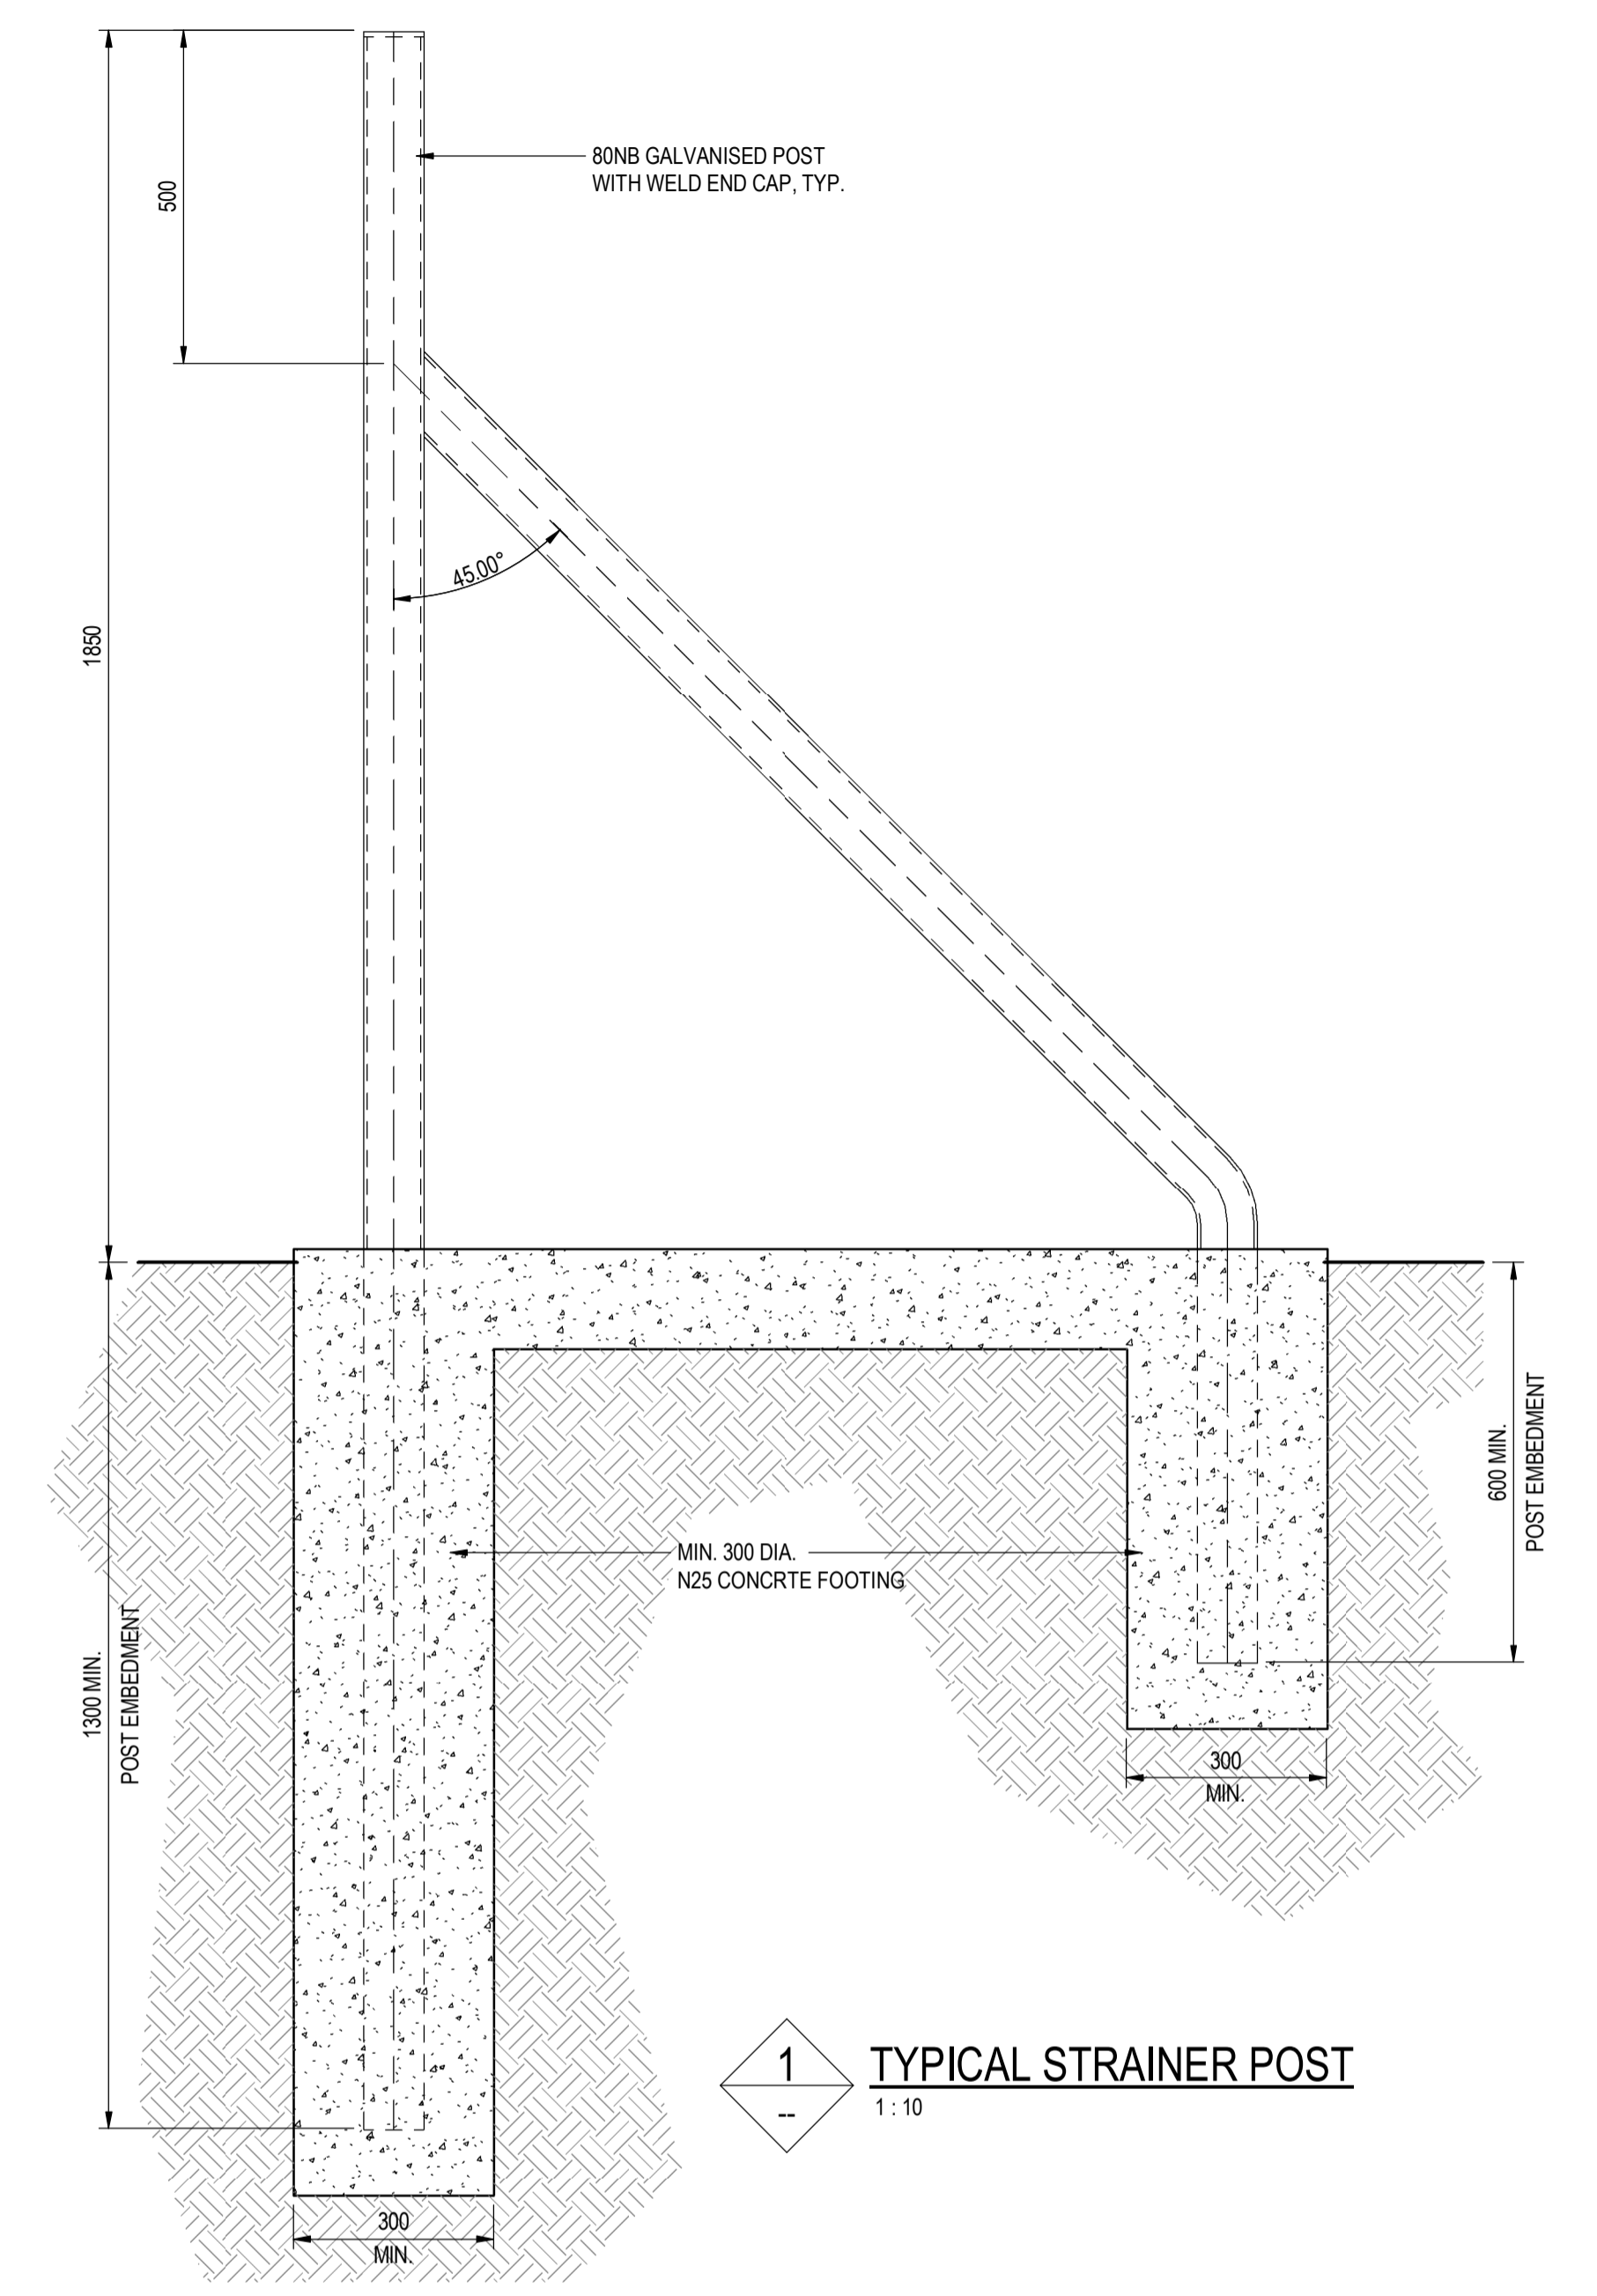 500
80NB GALVANISED POST
WITH WELD END CAP, TYP.
45.00°
1850
1300 MIN.
POST EMBEDMENT
MIN. 300 DIA.
N25 CONCRTE FOOTING
600 MIN.
POST EMBEDMENT
300
MIN.
1
--
TYPICAL STRAINER POST
1 : 10
300
MIN.